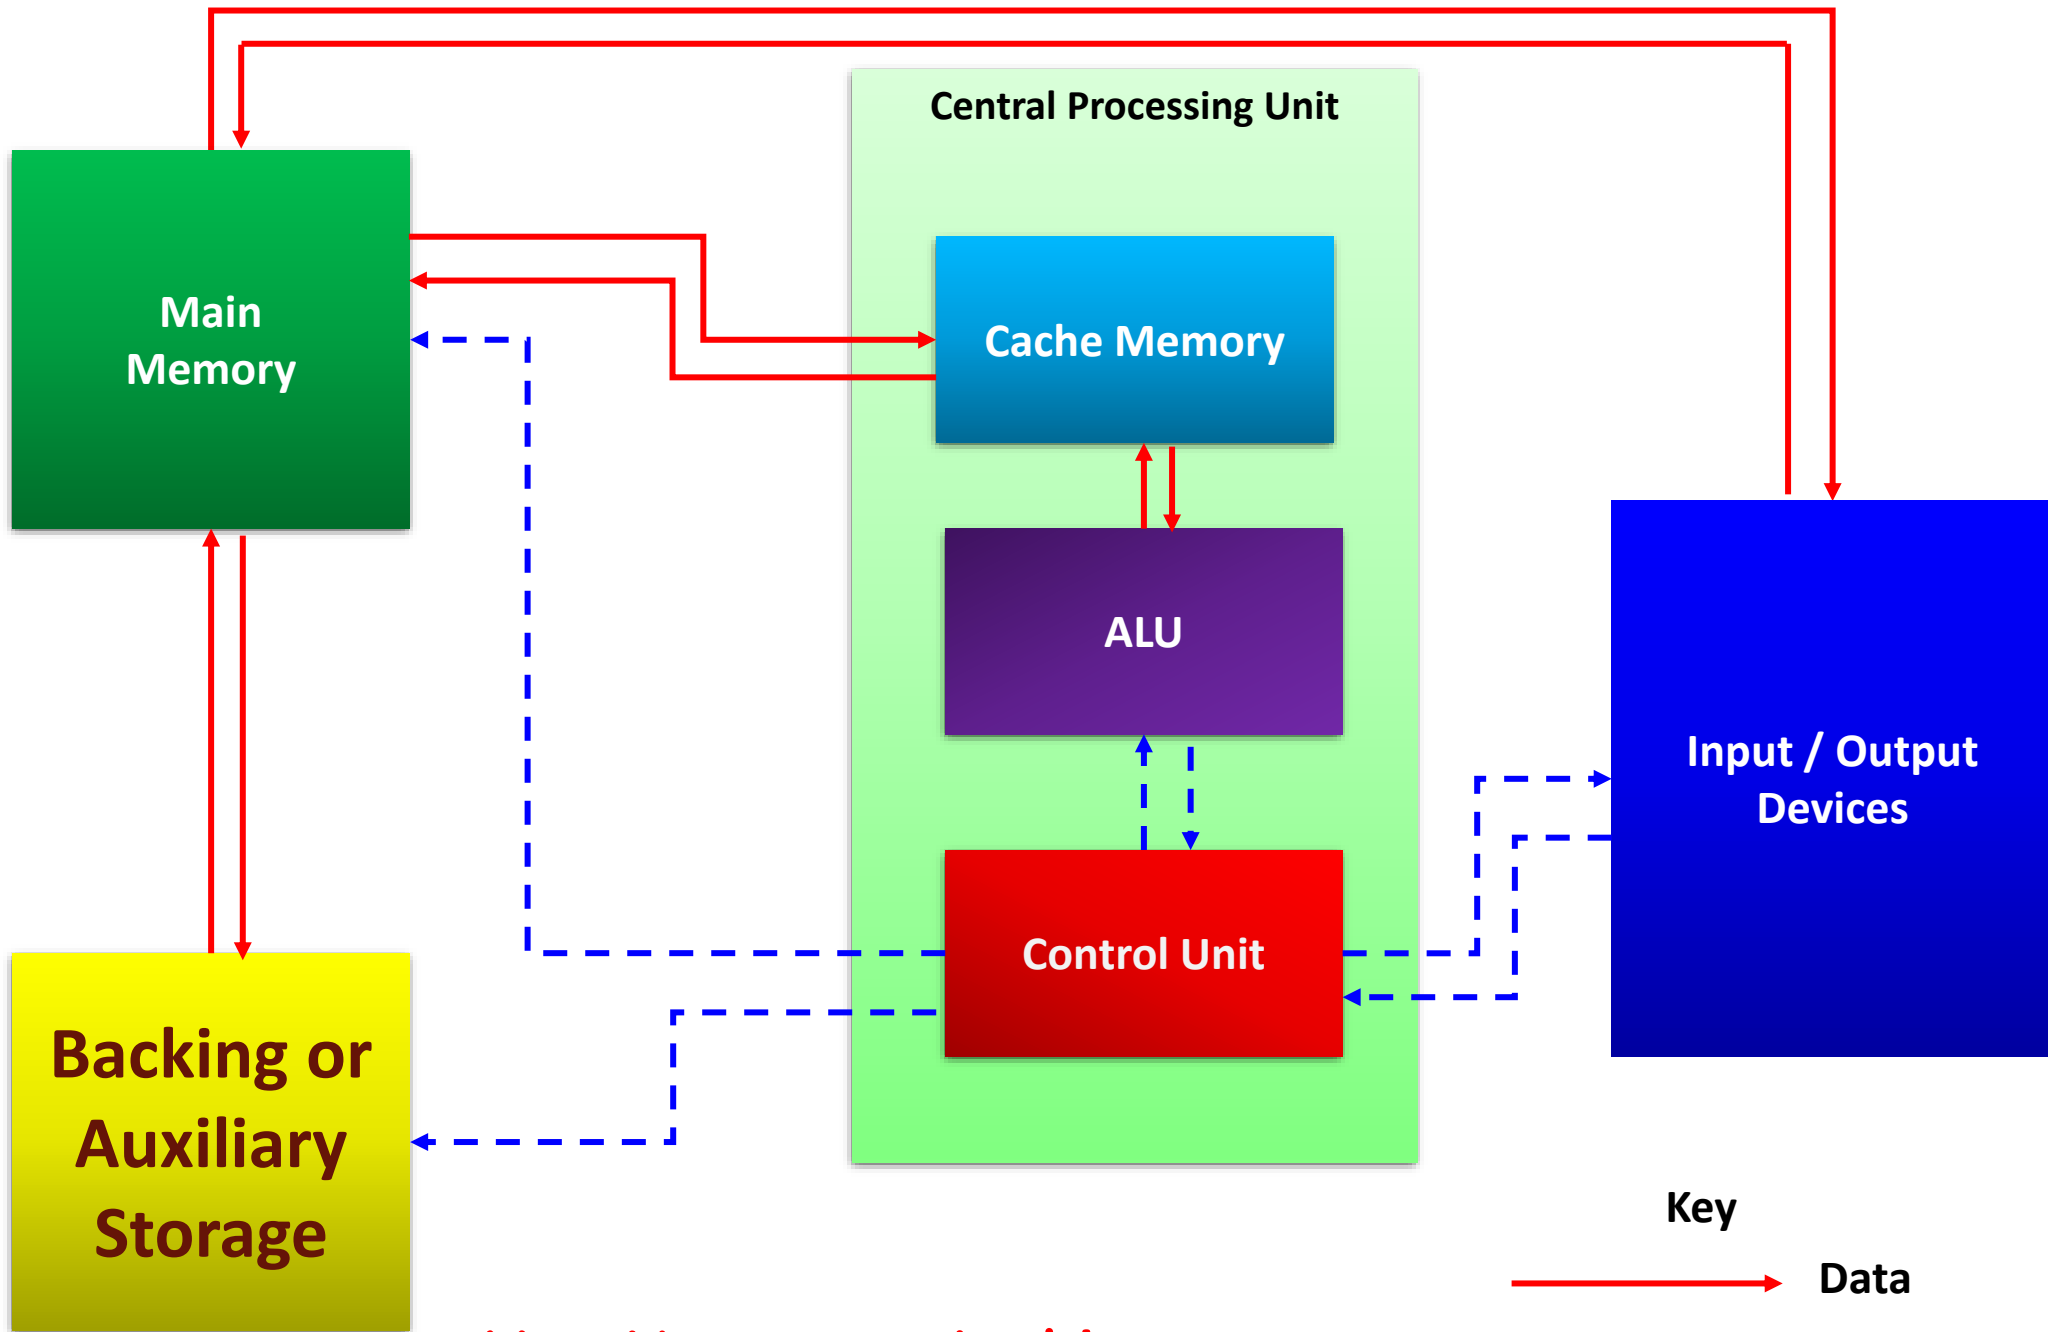 Central Processing Unit
Main
Memory
Cache Memory
ALU
Input / Output
Devices
Control Unit
Backing or
Auxiliary
Storage
Key
Data